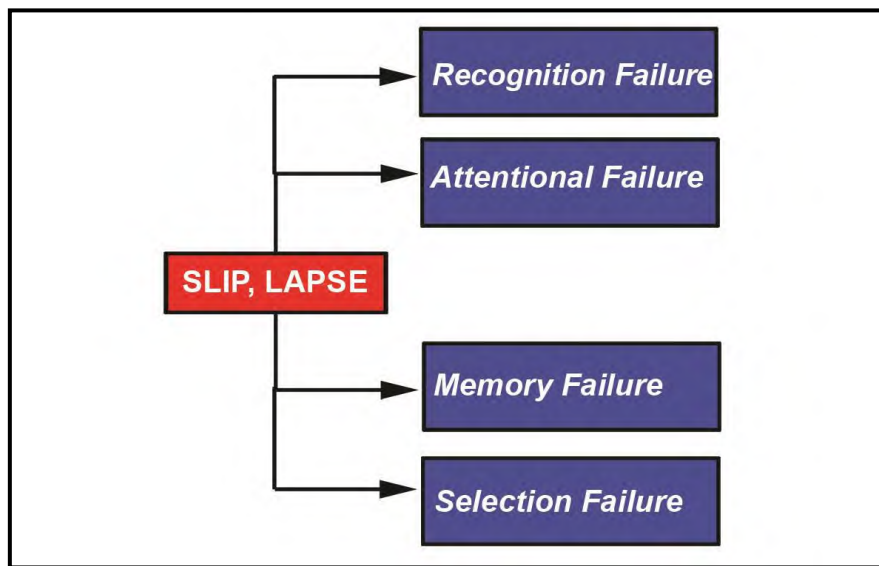 Recognition Failure
Attentional Failure
SLIP, LAPSE
Memory Failure
Selection Failure